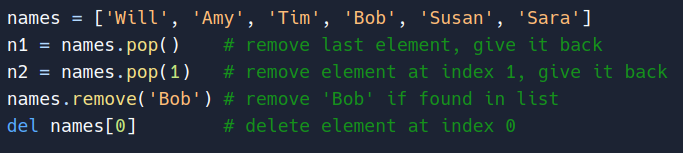 names = ['Will', 'Amy', 'Tim', 'Bob', 'Susan', 'Sara']
n1 = names.pop()    # remove last element, give it back
n2 = names.pop(1)   # remove element at index 1, give it back
names.remove('Bob') # remove 'Bob' if found in list
del names[0]        # delete element at index 0